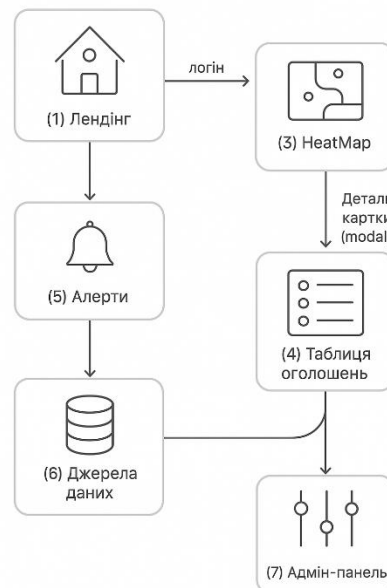 (1) Лендінг
логін
(3) HeatMap
Деталі
картки
(modal
(5) Алерти
(4) Таблиця
оголошень
(6) Джерела
даних
(7) Адмін-панель